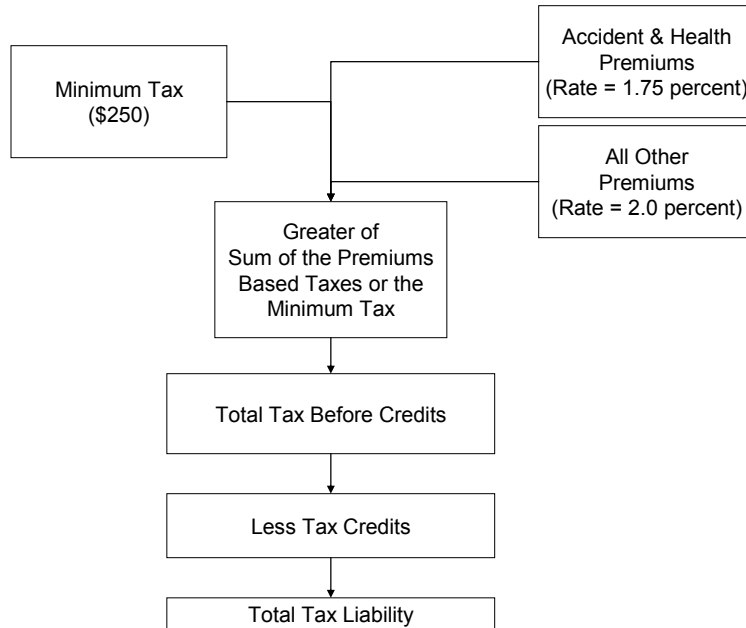 Minimum Tax
($250)
Accident & Health
Premiums
(Rate = 1.75 percent)
All Other
Premiums
(Rate = 2.0 percent)
Greater of
Sum of the Premiums
Based Taxes or the
Minimum Tax
Total Tax Before Credits
Less Tax Credits
Total Tax Liability